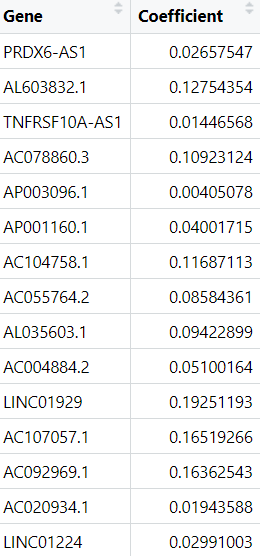 Gene Coefficient
PRDX6-AS1 0.02657547
AL603832.1 0.12754354
TNFRSF10A-AS1 0.01446568
AC078860.3 0.10923124
AP003096.1 0.00405078
AP001160.1 0.04001715
AC104758.1 0.11687113
AC055764.2 0.08584361
AL035603.1 0.09422899
AC004884.2 0.05100164
LINC01929 0.19251193
AC107057.1 0.16519266
AC092969.1 0.16362543
AC020934.1 0.01943588
LINC01224 0.02991003